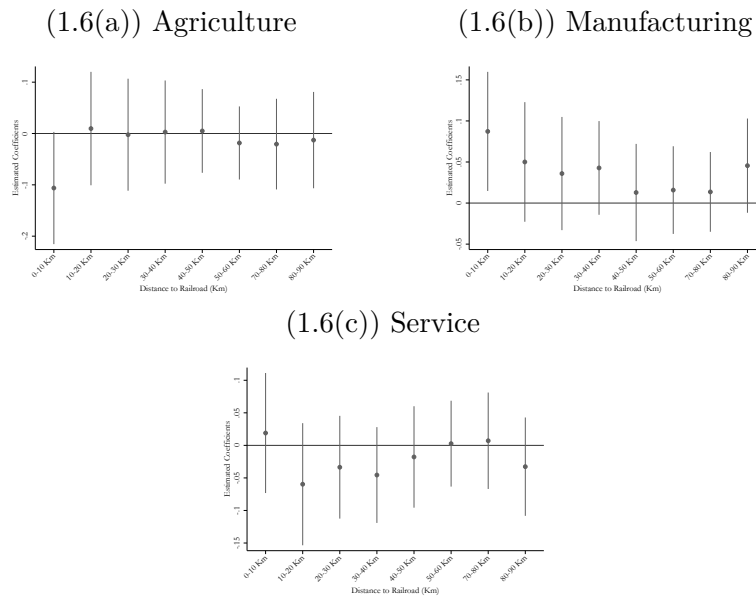 (1.6(a)) Agriculture
Estimated Coefficients
.1
0
-.1
-.2
0-10 Km
10-20 Km
20-30 Km
30-40 Km
40-50 Km
50-60 Km
70-80 Km
80-90 Km
Distance to Railroad (Km)
(1.6(b)) Manufacturing
Estimated Coefficients
.15
.1
.05
0
-.05
0-10 Km
10-20 Km
20-30 Km
30-40 Km
40-50 Km
50-60 Km
70-80 Km
80-90 Km
Distance to Railroad (Km)
(1.6(c)) Service
Estimated Coefficients
.1
.05
0
-.05
-.1
-.15
0-10 Km
10-20 Km
20-30 Km
30-40 Km
40-50 Km
50-60 Km
70-80 Km
80-90 Km
Distance to Railroad (Km)